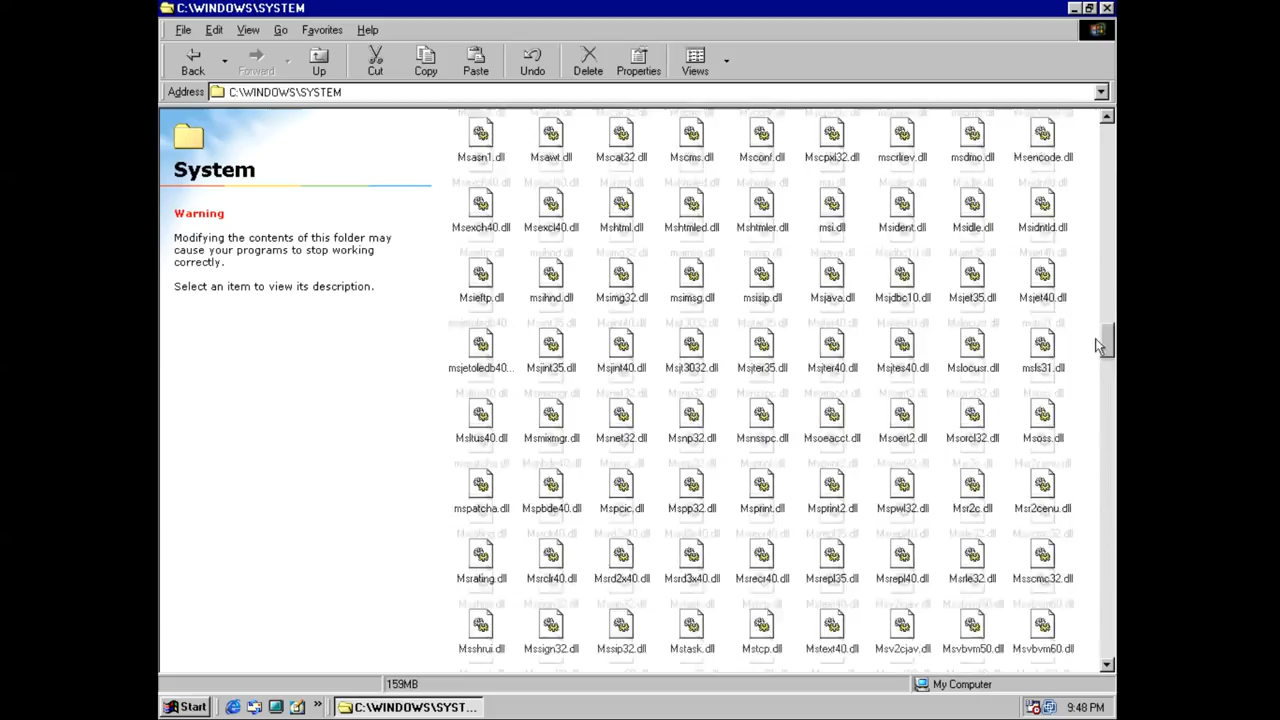 C:\WINDOWS\SYSTEM
File Edit View Go Favorites Help
Back Forward Up Cut Copy Paste Undo Delete Properties Views
Address C:\WINDOWS\SYSTEM
System
Warning
Modifying the contents of this folder may
cause your programs to stop working
correctly.
Select an item to view its description.
Msasn1.dll Msawt.dll Mscat32.dll Mscms.dll Msconf.dll Mscpxl32.dll mscrllev.dll msdmo.dll Msencode.dll
Msexch40.dll Msexcl40.dll Mshtml.dll Mshtmled.dll Mshtmler.dll msi.dll Msident.dll Msidle.dll Msidntld.dll
Msieftp.dll msihnd.dll Msimg32.dll msimsg.dll msisip.dll Msjava.dll Msjdbc10.dll Msjet35.dll Msjet40.dll
msjetoledb40... Msjint35.dll Msjint40.dll Msjt3032.dll Msjter35.dll Msjter40.dll Msjtes40.dll Mslocusr.dll msls31.dll
Msltus40.dll Msmixmgr.dll Msnet32.dll Msnp32.dll Msnsspc.dll Msoeacct.dll Msoert2.dll Msorcl32.dll Msoss.dll
mspatcha.dll Mspbde40.dll Mspcic.dll Mspp32.dll Msprint.dll Msprint2.dll Mspwl32.dll Msr2c.dll Msr2cenu.dll
Msrating.dll Msrclr40.dll Msrd2x40.dll Msrd3x40.dll Msrecr40.dll Msrepl35.dll Msrepl40.dll Msrle32.dll Msscmc32.dll
Msshrui.dll Mssign32.dll Mssip32.dll Mstask.dll Mstcp.dll Mstext40.dll Msv2cjav.dll Msvbvm50.dll Msvbvm60.dll
159MB My Computer
Start » C:\WINDOWS\SYST... 9:48 PM